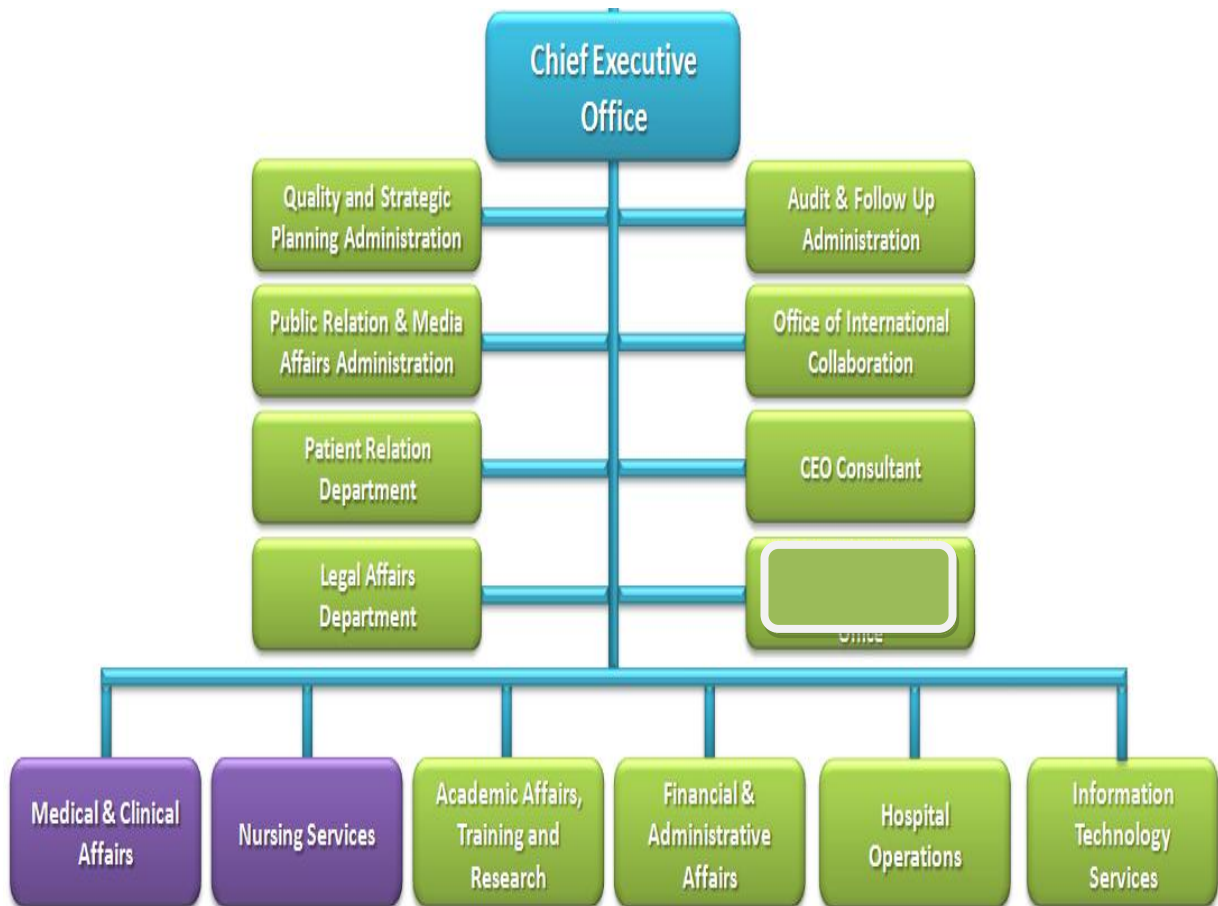 Chief Executive
Office
Quality and Strategic
Planning Administration
Audit & Follow Up
Administration
Public Relation & Media
Affairs Administration
Office of International
Collaboration
Patient Relation
Department
CEO Consultant
Legal Affairs
Department
Office
Medical & Clinical
Affairs
Nursing Services
Academic Affairs,
Training and
Research
Financial &
Administrative
Affairs
Hospital
Operations
Information
Technology
Services